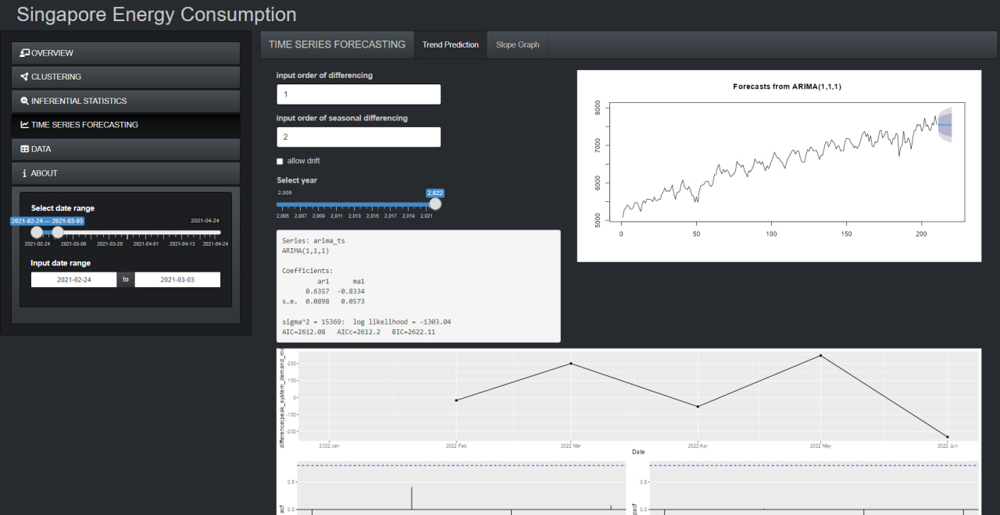 Singapore Energy Consumption
OVERVIEW
CLUSTERING
INFERENTIAL STATISTICS
TIME SERIES FORECASTING
DATA
ABOUT
Select date range
2021-02-24 — 2021-03-03
2021-04-24
2021-02-24 2021-03-08 2021-03-20 2021-04-01 2021-04-13 2021-04-24
Input date range
2021-02-24 to 2021-03-03
TIME SERIES FORECASTING Trend Prediction Slope Graph
input order of differencing
1
input order of seasonal differencing
2
allow drift
Select year
2,005 2,022
2,005 2,007 2,009 2,011 2,013 2,015 2,017 2,019 2,021
Series: arima_ts
ARIMA(1,1,1)
Coefficients:
ar1 ma1
0.6357 -0.8334
s.e. 0.0898 0.0573
sigma^2 = 15369: log likelihood = -1303.04
AIC=2612.08 AICc=2612.2 BIC=2622.11
Forecasts from ARIMA(1,1,1)
8000
7000
6000
5000
0 50 100 150 200
difference(peak_system_demand_
200
100
0
-100
-200
2022 Jan 2022 Feb 2022 Mar 2022 Apr 2022 May 2022 Jun
Date
acf
0.5
0.0
pacf
0.5
0.0